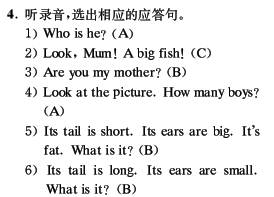 4. 听录音,选出相应的应答句。
1) Who is he? (A)
2) Look, Mum! A big fish! (C)
3) Are you my mother? (B)
4) Look at the picture. How many boys?
(A)
5) Its tail is short. Its ears are big. It's
fat. What is it? (B)
6) Its tail is long. Its ears are small.
What is it? (B)